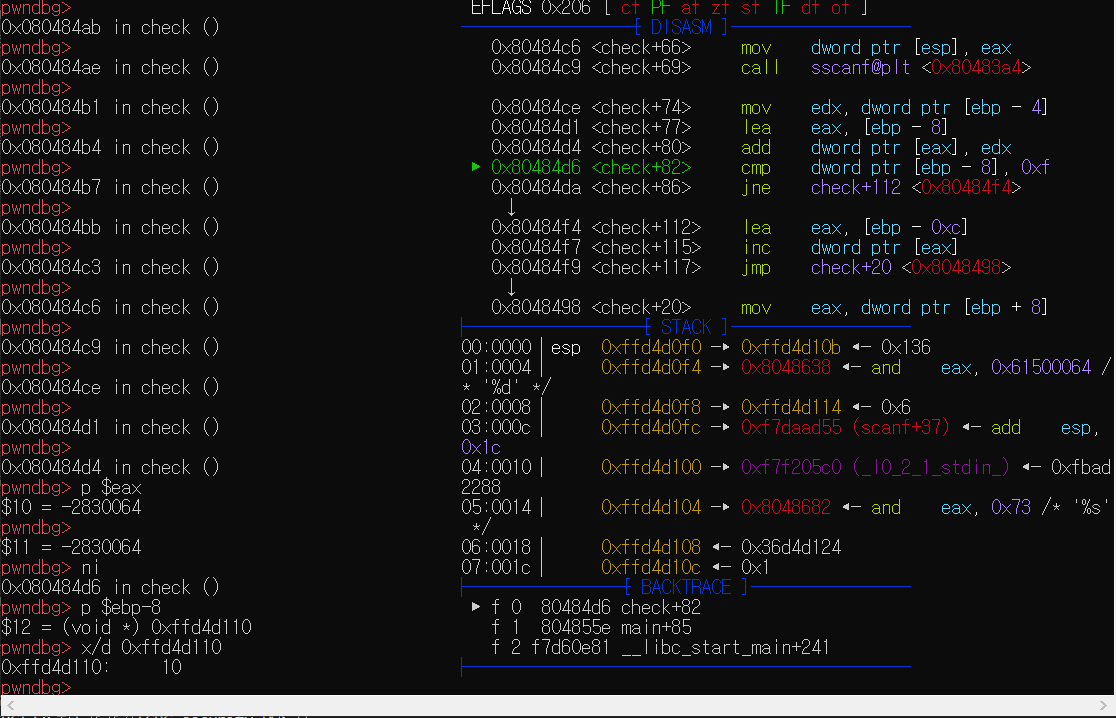 pwndbg>
0x080484ab in check ()
pwndbg>
0x080484ae in check ()
pwndbg>
0x080484b1 in check ()
pwndbg>
0x080484b4 in check ()
pwndbg>
0x080484b7 in check ()
pwndbg>
0x080484bb in check ()
pwndbg>
0x080484c3 in check ()
pwndbg>
0x080484c6 in check ()
pwndbg>
0x080484c9 in check ()
pwndbg>
0x080484ce in check ()
pwndbg>
0x080484d1 in check ()
pwndbg>
0x080484d4 in check ()
pwndbg> p $eax
$10 = -2830064
pwndbg>
$11 = -2830064
pwndbg> ni
0x080484d6 in check ()
pwndbg> p $ebp-8
$12 = (void *) 0xffd4d110
pwndbg> x/d 0xffd4d110
0xffd4d110:     10
pwndbg>
EFLAGS 0x206 [ cf PF af zf sf IF df of ]
[ DISASM ]
0x80484c6 <check+66>    mov    dword ptr [esp], eax
0x80484c9 <check+69>    call   sscanf@plt <0x80483a4>
0x80484ce <check+74>    mov    edx, dword ptr [ebp - 4]
0x80484d1 <check+77>    lea    eax, [ebp - 8]
0x80484d4 <check+80>    add    dword ptr [eax], edx
► 0x80484d6 <check+82>    cmp    dword ptr [ebp - 8], 0xf
0x80484da <check+86>    jne    check+112 <0x80484f4>
↓
0x80484f4 <check+112>   lea    eax, [ebp - 0xc]
0x80484f7 <check+115>   inc    dword ptr [eax]
0x80484f9 <check+117>   jmp    check+20 <0x8048498>
↓
0x8048498 <check+20>    mov    eax, dword ptr [ebp + 8]
[ STACK ]
00:0000│ esp  0xffd4d0f0 —▸ 0xffd4d10b ◂— 0x136
01:0004│      0xffd4d0f4 —▸ 0x8048638 ◂— and    eax, 0x61500064 /
* '%d' */
02:0008│      0xffd4d0f8 —▸ 0xffd4d114 ◂— 0x6
03:000c│      0xffd4d0fc —▸ 0xf7daad55 (scanf+37) ◂— add    esp,
0x1c
04:0010│      0xffd4d100 —▸ 0xf7f205c0 (_IO_2_1_stdin_) ◂— 0xfbad
2288
05:0014│      0xffd4d104 —▸ 0x8048682 ◂— and    eax, 0x73 /* '%s'
*/
06:0018│      0xffd4d108 ◂— 0x36d4d124
07:001c│      0xffd4d10c ◂— 0x1
[ BACKTRACE ]
► f 0  80484d6 check+82
f 1  804855e main+85
f 2 f7d60e81 __libc_start_main+241